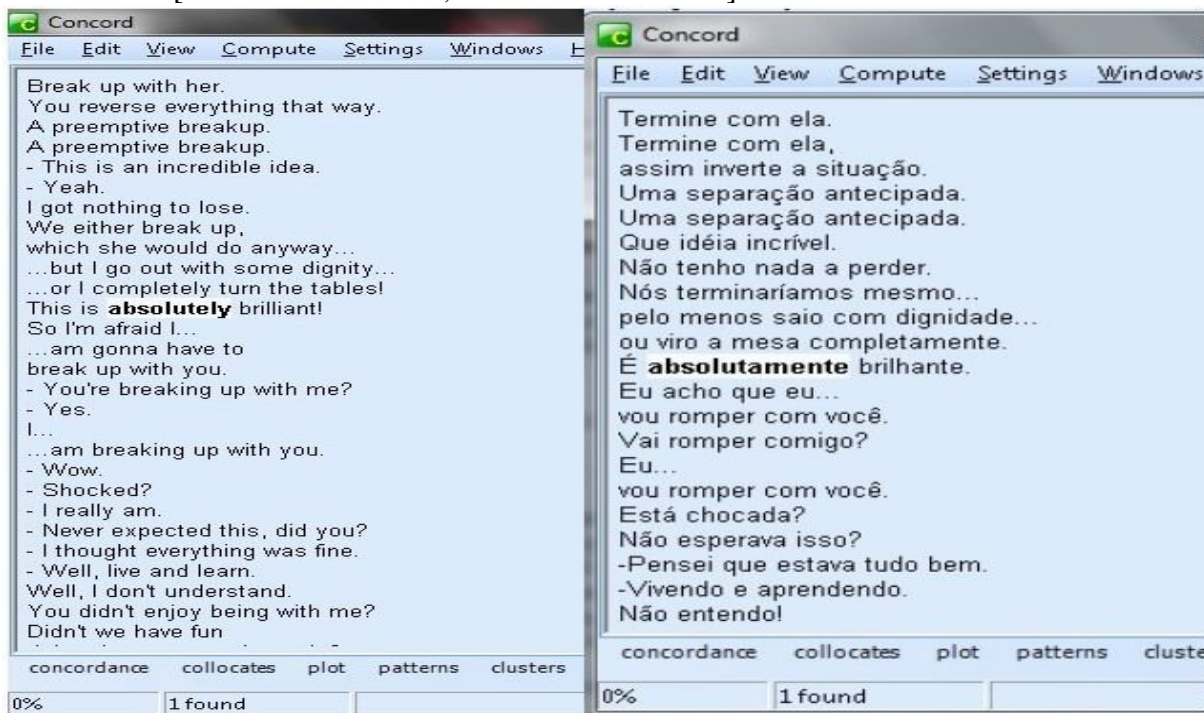 Concord
File Edit View Compute Settings Windows H
Break up with her.
You reverse everything that way.
A preemptive breakup.
A preemptive breakup.
- This is an incredible idea.
- Yeah.
I got nothing to lose.
We either break up,
which she would do anyway...
...but I go out with some dignity...
...or I completely turn the tables!
This is absolutely brilliant!
So I'm afraid I...
...am gonna have to
break up with you.
- You're breaking up with me?
- Yes.
I...
...am breaking up with you.
- Wow.
- Shocked?
- I really am.
- Never expected this, did you?
- I thought everything was fine.
- Well, live and learn.
Well, I don't understand.
You didn't enjoy being with me?
Didn't we have fun
concordance collocates plot patterns clusters
0% 1 found
Concord
File Edit View Compute Settings Windows
Termine com ela.
Termine com ela,
assim inverte a situação.
Uma separação antecipada.
Uma separação antecipada.
Que idéia incrível.
Não tenho nada a perder.
Nós terminaríamos mesmo...
pelo menos saio com dignidade...
ou viro a mesa completamente.
É absolutamente brilhante.
Eu acho que eu...
vou romper com você.
Vai romper comigo?
Eu...
vou romper com você.
Está chocada?
Não esperava isso?
-Pensei que estava tudo bem.
-Vivendo e aprendendo.
Não entendo!
concordance collocates plot patterns cluste
0% 1 found